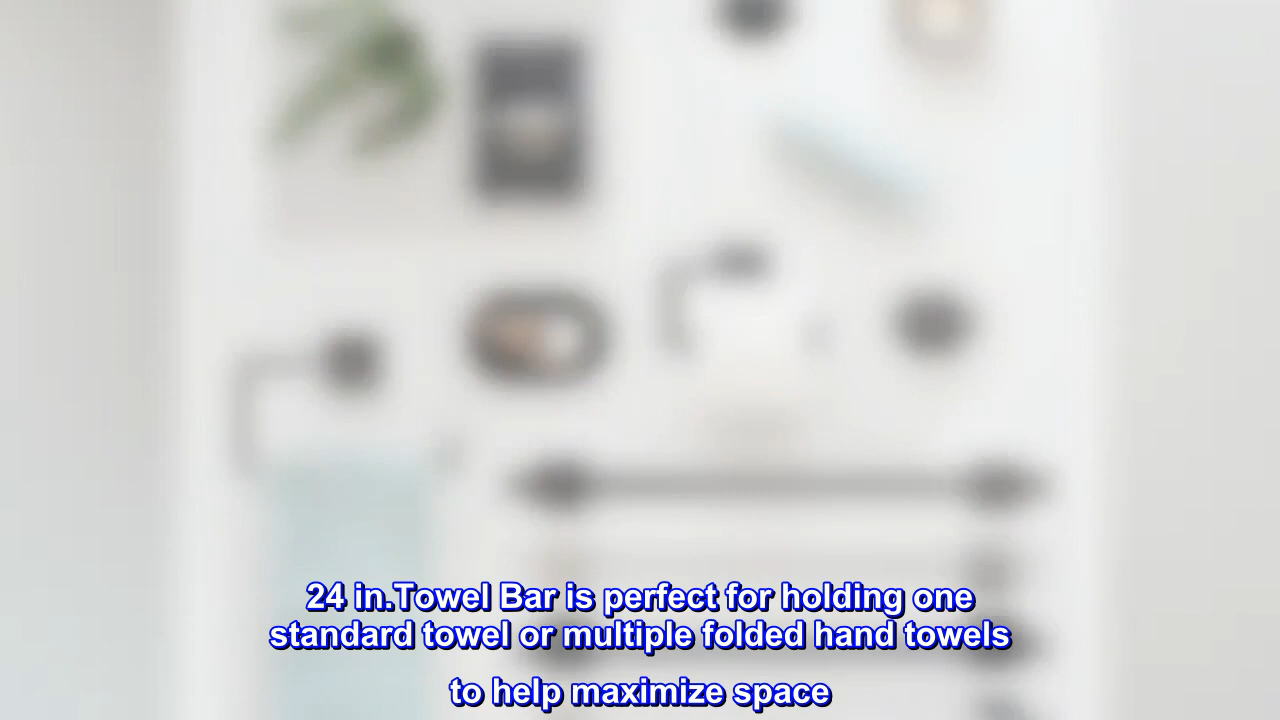 24 in.Towel Bar is perfect for holding one
standard towel or multiple folded hand towels
to help maximize space